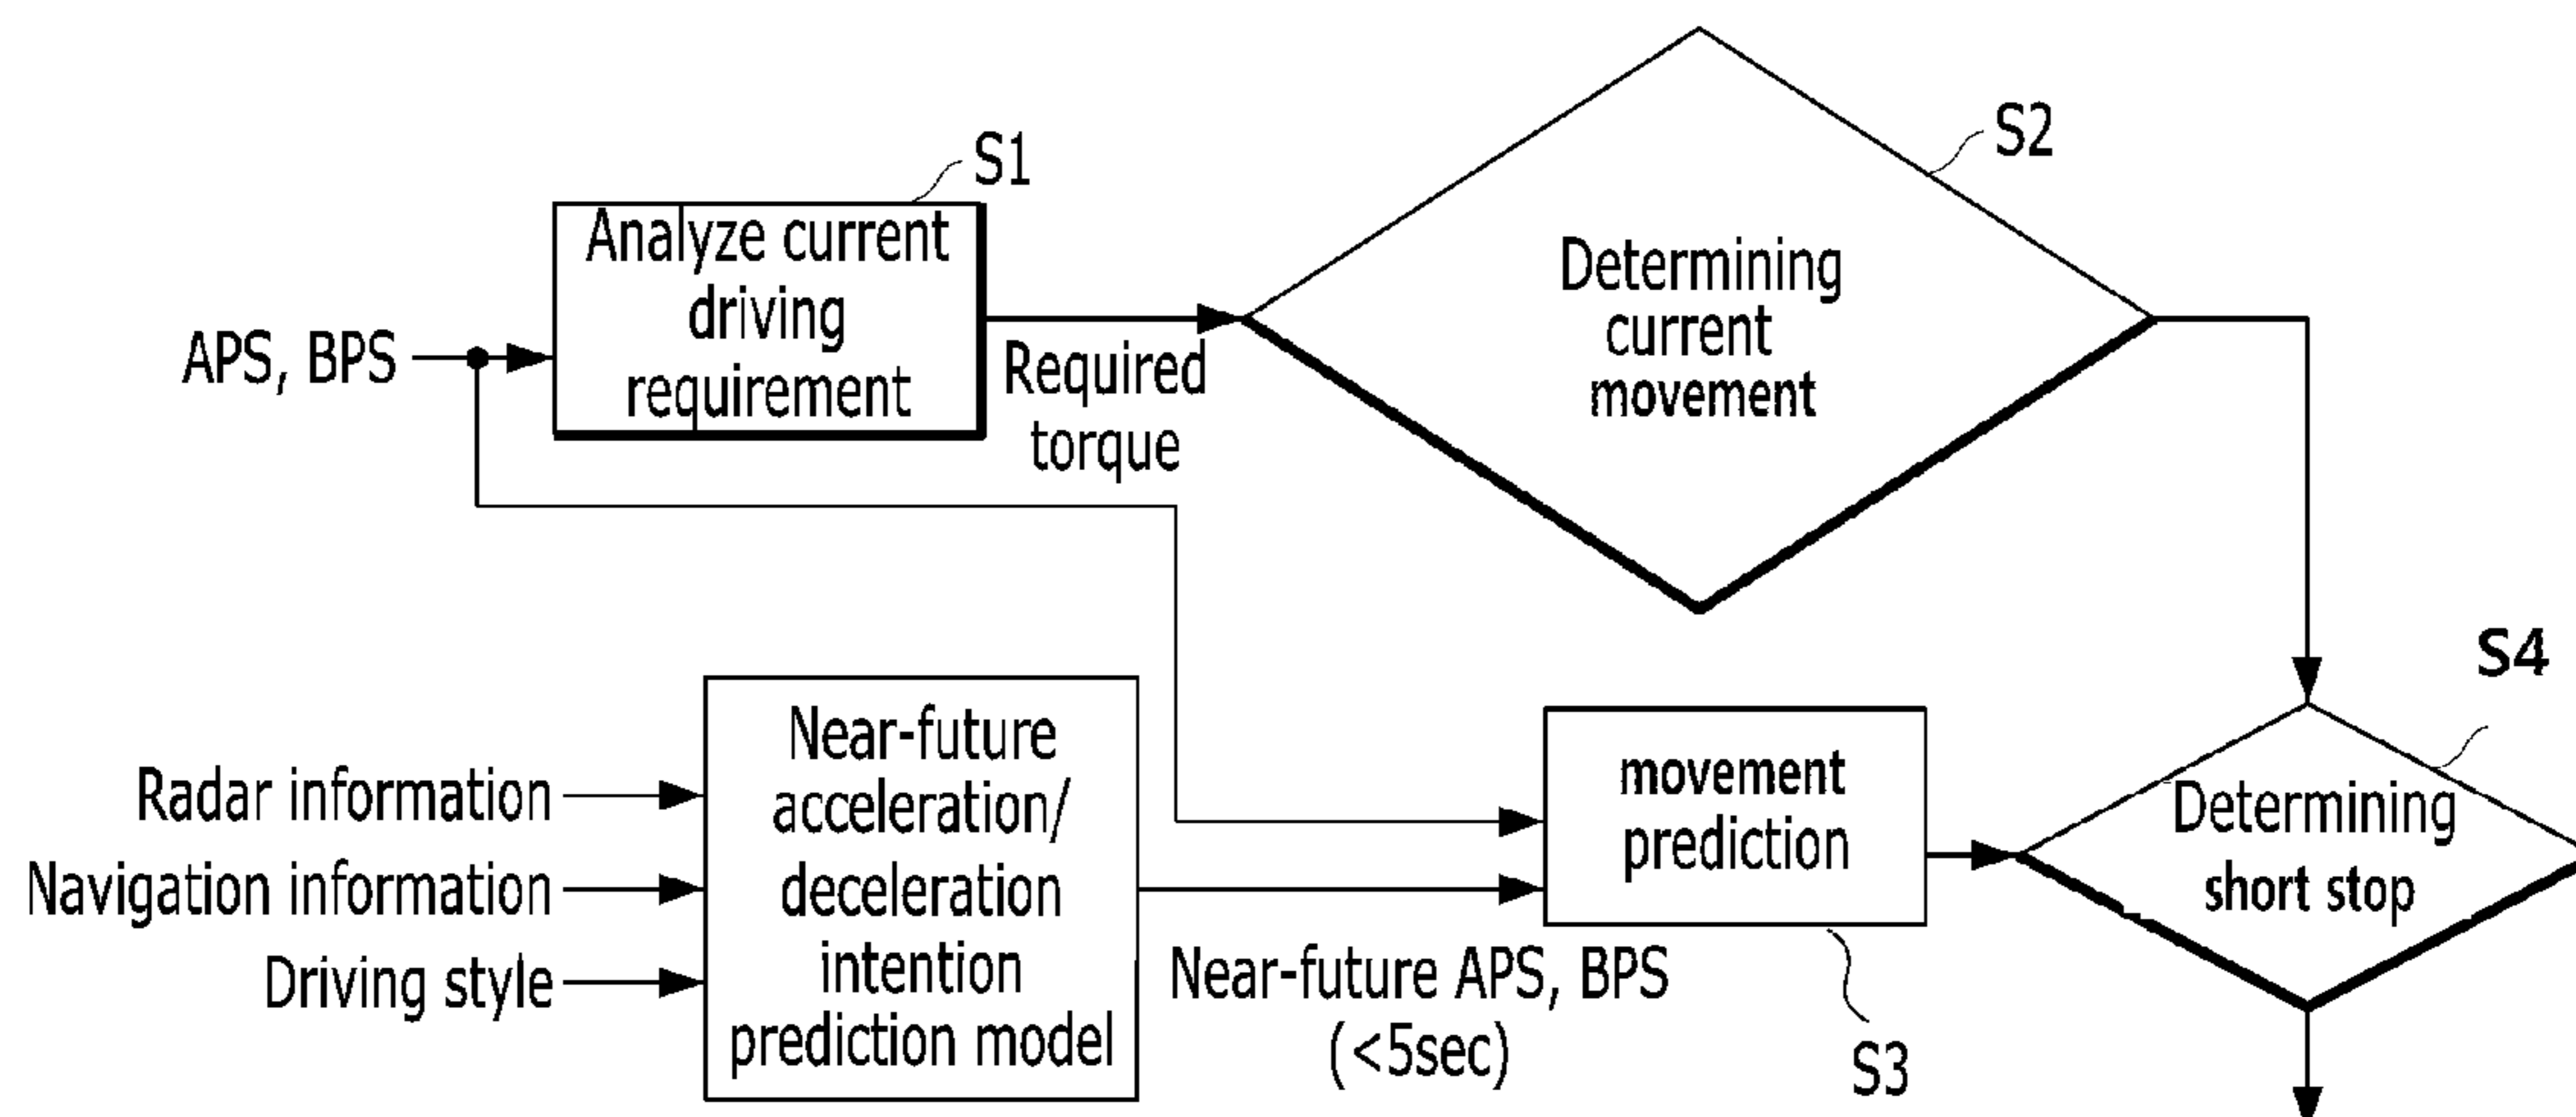 S1
S2
Analyze current
driving
requirement
APS, BPS
Required
torque
Determining
current
movement
S4
Near-future
acceleration/
deceleration
intention
prediction model
Radar information
Navigation information
Driving style
movement
prediction
Determining
short stop
Near-future APS, BPS
(<5sec)
S3